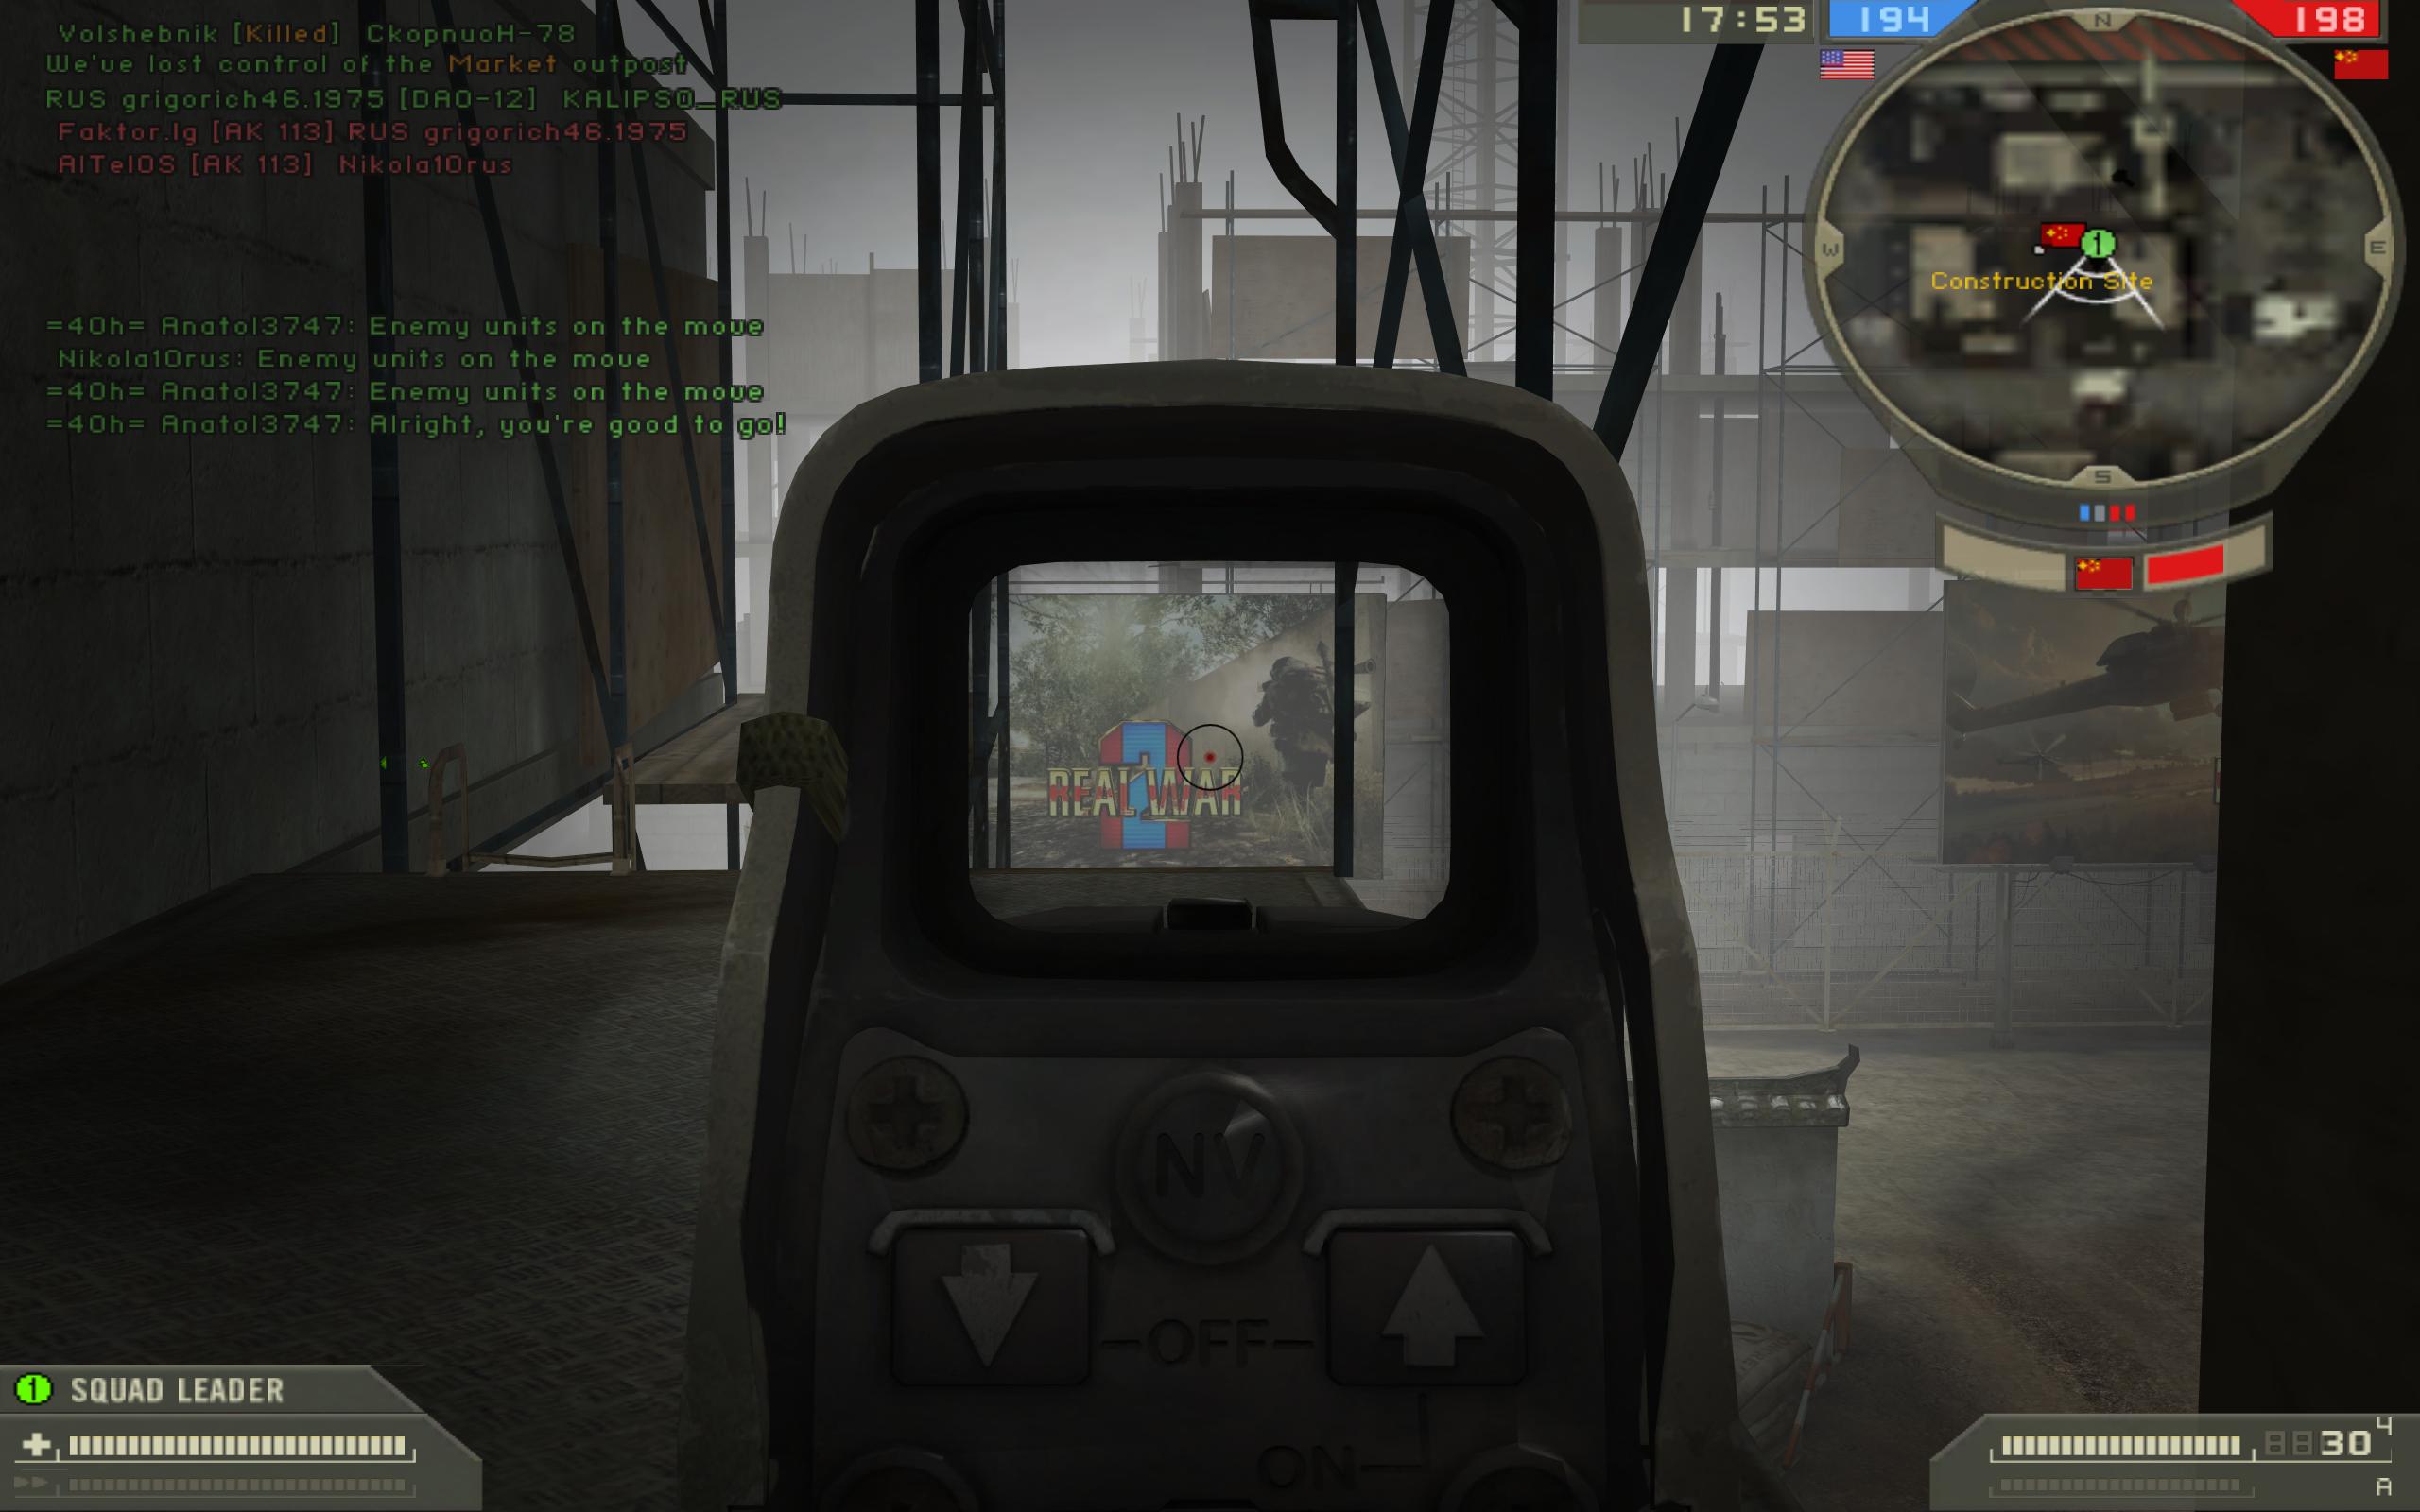 Volshebnik [Killed] CkopnuoH-78
We've lost control of the Market outpost
RUS grigorich46.1975 [DAO-12] KALIPS0_RUS
Faktor.lg [AK 113] RUS grigorich46.1975
AlTelOS [AK 113] Nikola10rus
=40h= Anatol3747: Enemy units on the move
Nikola10rus: Enemy units on the move
=40h= Anatol3747: Enemy units on the move
=40h= Anatol3747: Alright, you're good to go!
17:53
194
198
N
W
E
1
Construction Site
S
2
REAL WAR
NV
-OFF-
ON
1 SQUAD LEADER
4
30
A